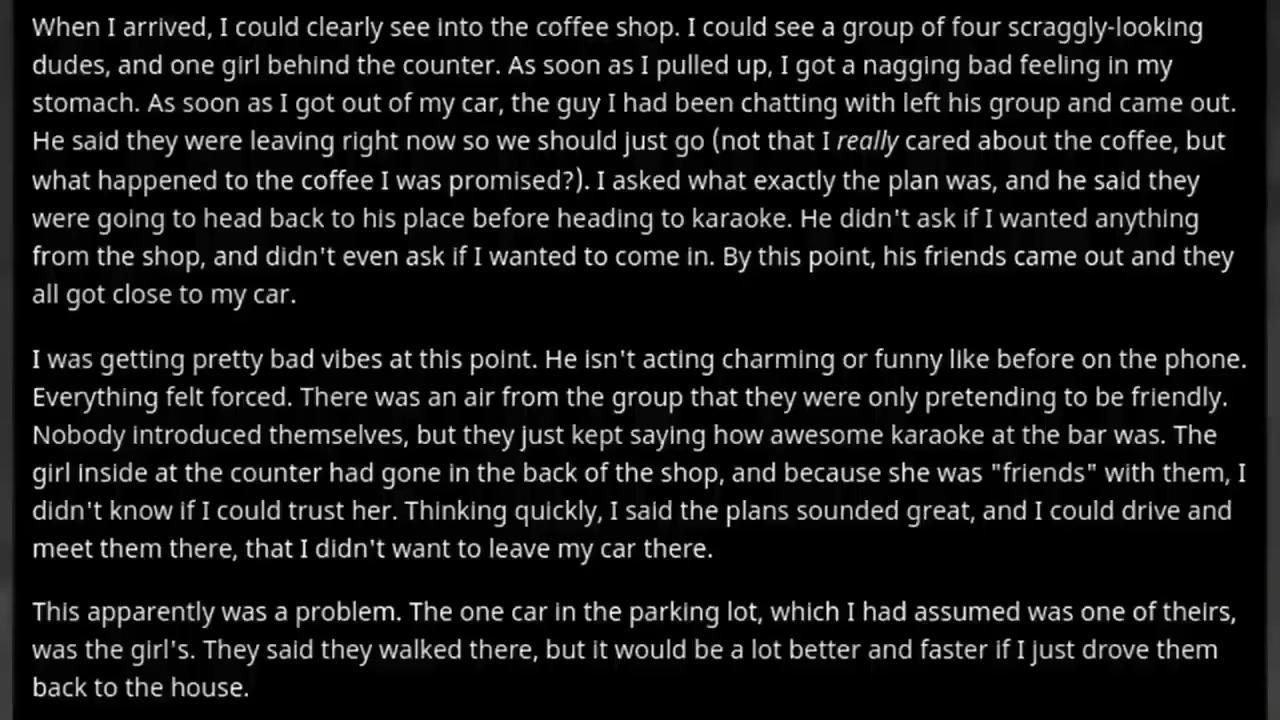 When I arrived, I could clearly see into the coffee shop. I could see a group of four scraggly-looking
dudes, and one girl behind the counter. As soon as I pulled up, I got a nagging bad feeling in my
stomach. As soon as I got out of my car, the guy I had been chatting with left his group and came out.
He said they were leaving right now so we should just go (not that I really cared about the coffee, but
what happened to the coffee I was promised?). I asked what exactly the plan was, and he said they
were going to head back to his place before heading to karaoke. He didn't ask if I wanted anything
from the shop, and didn't even ask if I wanted to come in. By this point, his friends came out and they
all got close to my car.
I was getting pretty bad vibes at this point. He isn't acting charming or funny like before on the phone.
Everything felt forced. There was an air from the group that they were only pretending to be friendly.
Nobody introduced themselves, but they just kept saying how awesome karaoke at the bar was. The
girl inside at the counter had gone in the back of the shop, and because she was "friends" with them, I
didn't know if I could trust her. Thinking quickly, I said the plans sounded great, and I could drive and
meet them there, that I didn't want to leave my car there.
This apparently was a problem. The one car in the parking lot, which I had assumed was one of theirs,
was the girl's. They said they walked there, but it would be a lot better and faster if I just drove them
back to the house.